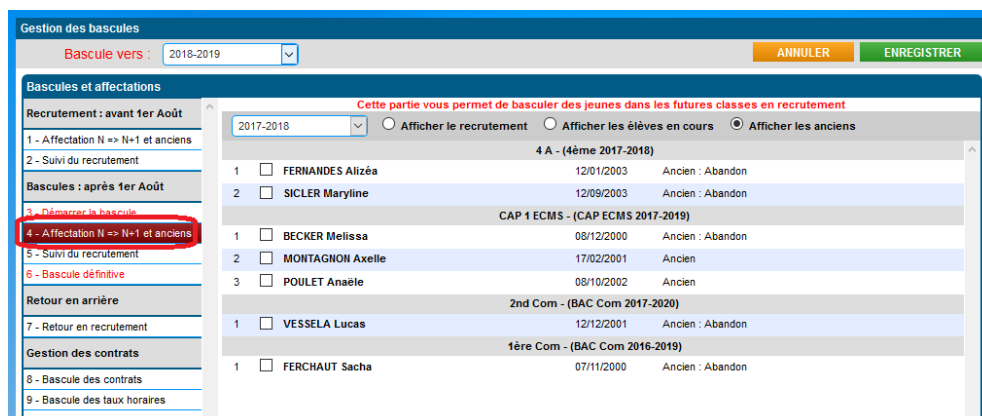 Gestion des bascules
Bascule vers : 2018-2019 ANNULER ENREGISTRER
Bascules et affectations
Recrutement : avant 1er Août
1 - Affectation N => N+1 et anciens
2 - Suivi du recrutement
Bascules : après 1er Août
3 - Démarrer la bascule
4 - Affectation N => N+1 et anciens
5 - Suivi du recrutement
6 - Bascule définitive
Retour en arrière
7 - Retour en recrutement
Gestion des contrats
8 - Bascule des contrats
9 - Bascule des taux horaires
Cette partie vous permet de basculer des jeunes dans les futures classes en recrutement
2017-2018 Afficher le recrutement Afficher les élèves en cours Afficher les anciens
4 A - (4ème 2017-2018)
1 FERNANDES Alizéa 12/01/2003 Ancien : Abandon
2 SICLER Maryline 12/09/2003 Ancien : Abandon
CAP 1 ECMS - (CAP ECMS 2017-2019)
1 BECKER Melissa 08/12/2000 Ancien : Abandon
2 MONTAGNON Axelle 17/02/2001 Ancien
3 POULET Anaële 08/10/2002 Ancien
2nd Com - (BAC Com 2017-2020)
1 VESSELA Lucas 12/12/2001 Ancien : Abandon
1ère Com - (BAC Com 2016-2019)
1 FERCHAUT Sacha 07/11/2000 Ancien : Abandon